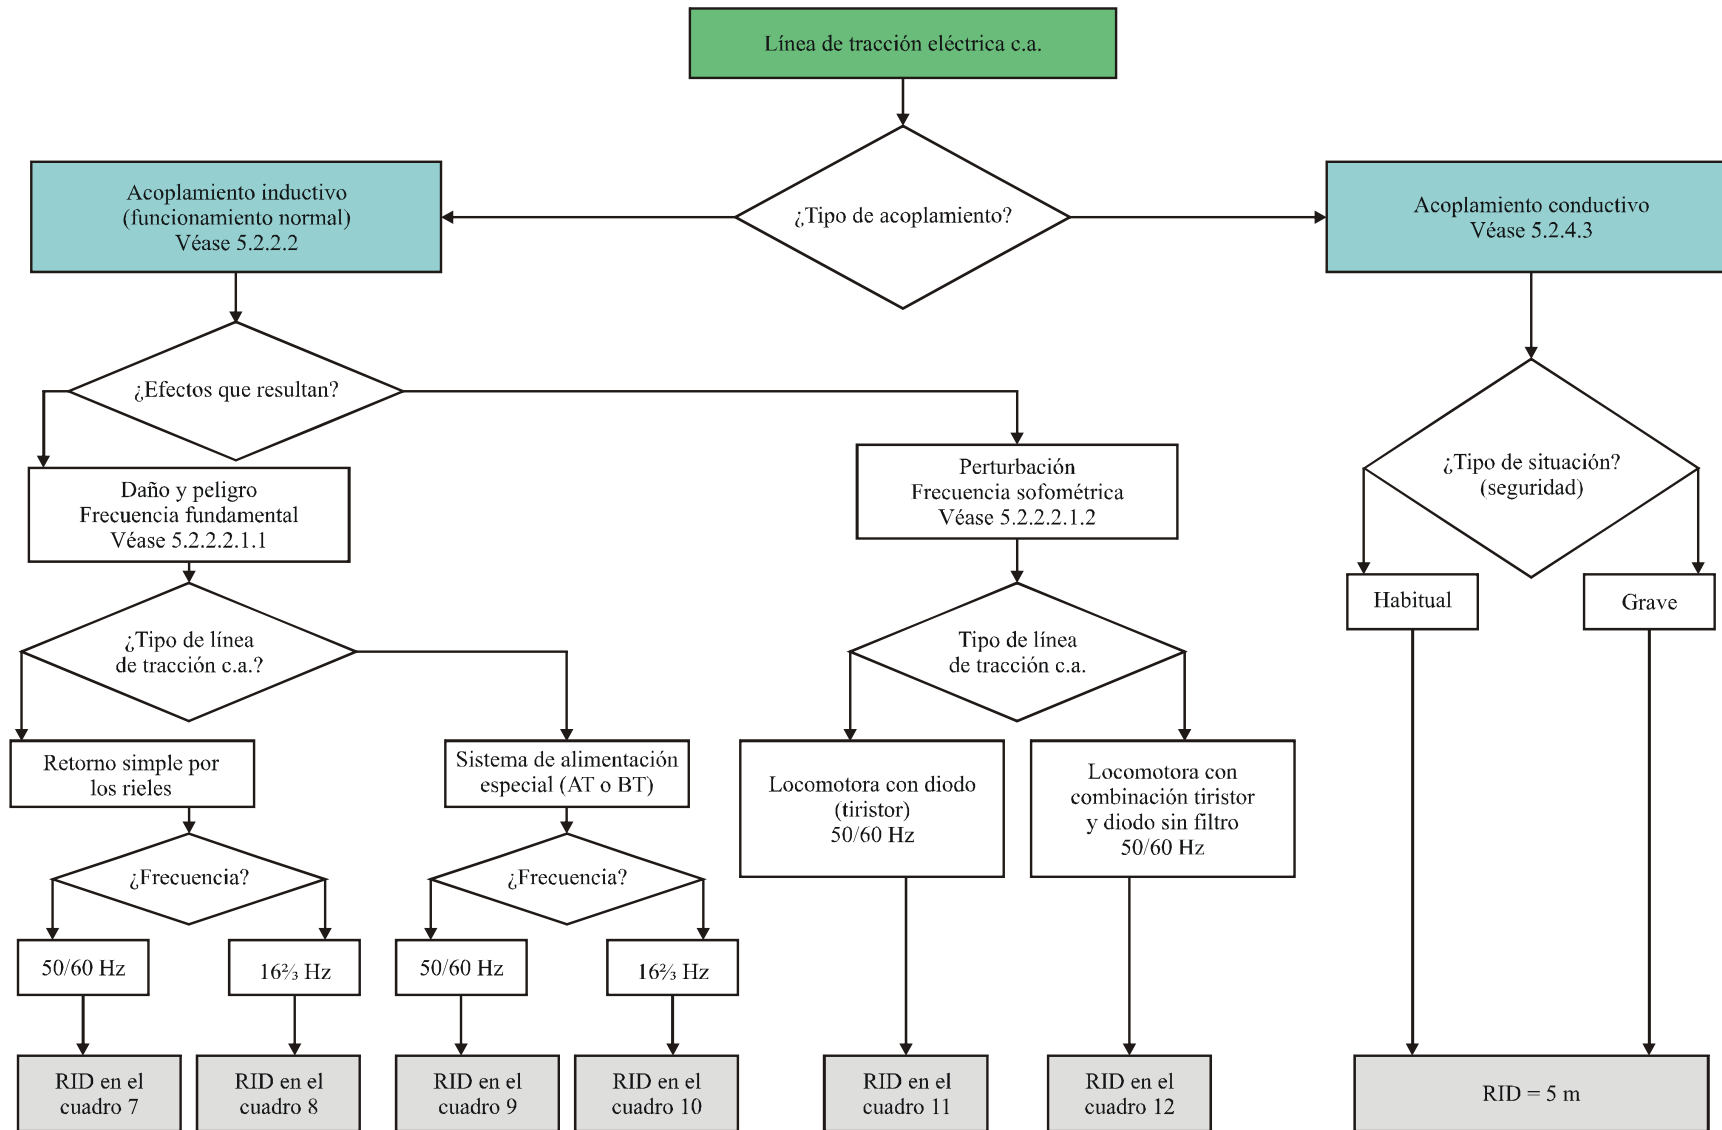 Línea de tracción eléctrica c.a.
Acoplamiento inductivo
(funcionamiento normal)
Véase 5.2.2.2
¿Tipo de acoplamiento?
Acoplamiento conductivo
Véase 5.2.4.3
¿Efectos que resultan?
Daño y peligro
Frecuencia fundamental
Véase 5.2.2.2.1.1
Perturbación
Frecuencia sofométrica
Véase 5.2.2.2.1.2
¿Tipo de situación?
(seguridad)
Habitual
Grave
¿Tipo de línea
de tracción c.a.?
Tipo de línea
de tracción c.a.
Retorno simple por
los rieles
Sistema de alimentación
especial (AT o BT)
Locomotora con diodo
(tiristor)
50/60 Hz
Locomotora con
combinación tiristor
y diodo sin filtro
50/60 Hz
¿Frecuencia?
¿Frecuencia?
50/60 Hz
16⅔ Hz
50/60 Hz
16⅔ Hz
RID en el
cuadro 7
RID en el
cuadro 8
RID en el
cuadro 9
RID en el
cuadro 10
RID en el
cuadro 11
RID en el
cuadro 12
RID = 5 m